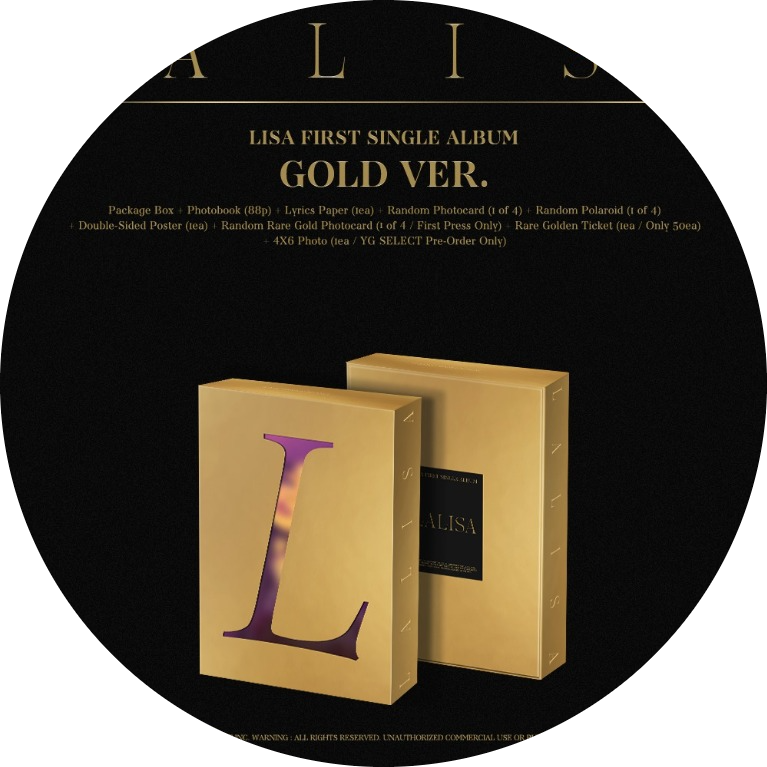 A L I S
LISA FIRST SINGLE ALBUM
GOLD VER.
Package Box + Photobook (88p) + Lyrics Paper (1ea) + Random Photocard (1 of 4) + Random Polaroid (1 of 4)
+ Double-Sided Poster (1ea) + Random Rare Gold Photocard (1 of 4 / First Press Only) + Rare Golden Ticket (1ea / Only 50ea)
+ 4X6 Photo (1ea / YG SELECT Pre-Order Only)
L
L A L I S A
ALISA
L A L I S A
INC. WARNING : ALL RIGHTS RESERVED. UNAUTHORIZED COMMERCIAL USE OR